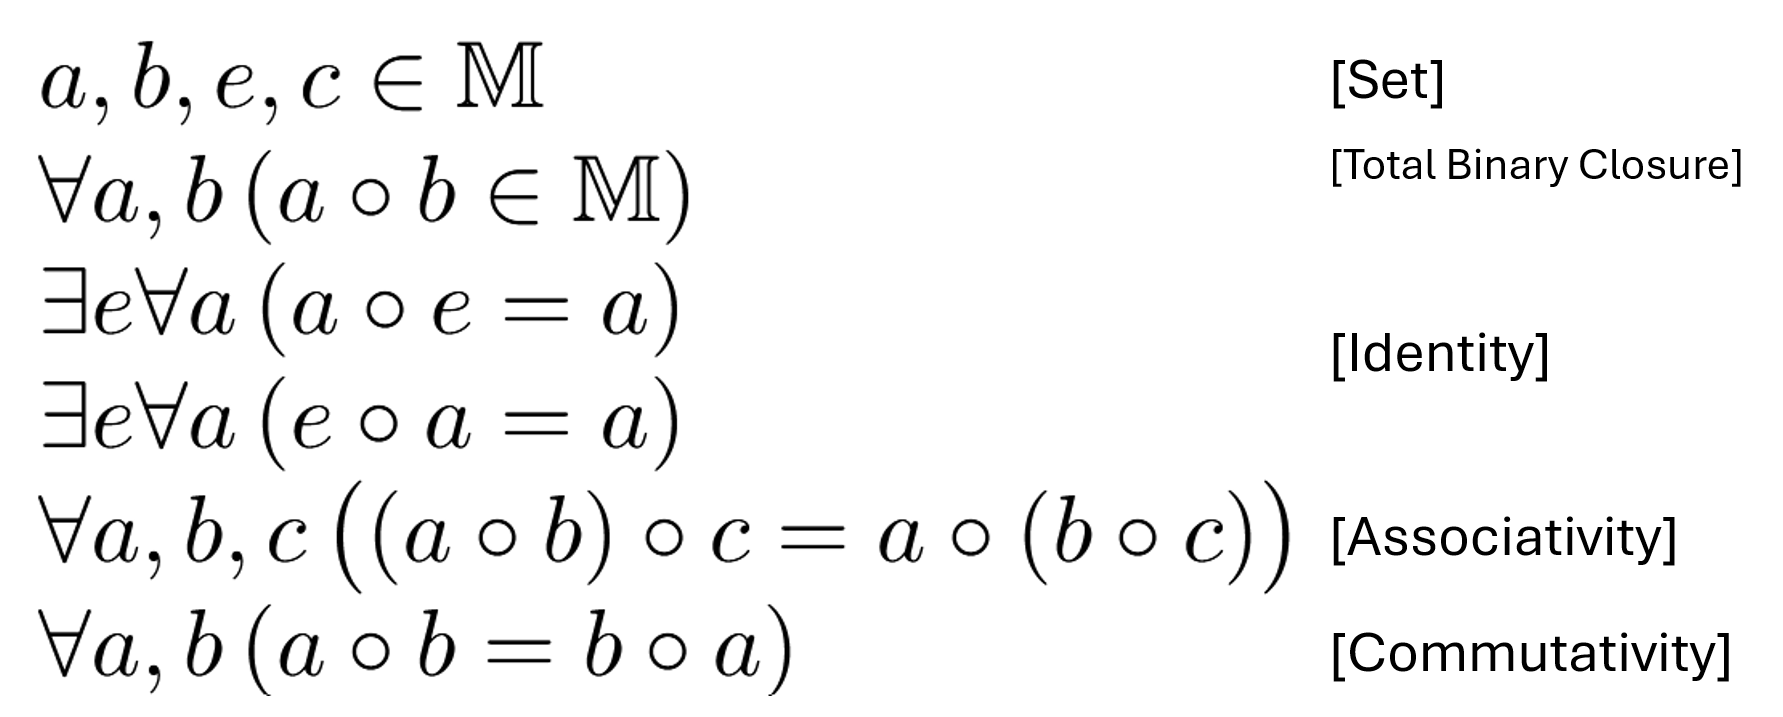 a, b, e, c ∈ 𝕄 [Set]
∀a, b (a ∘ b ∈ 𝕄) [Total Binary Closure]
∃e∀a (a ∘ e = a)
[Identity]
∃e∀a (e ∘ a = a)
∀a, b, c ((a ∘ b) ∘ c = a ∘ (b ∘ c)) [Associativity]
∀a, b (a ∘ b = b ∘ a) [Commutativity]